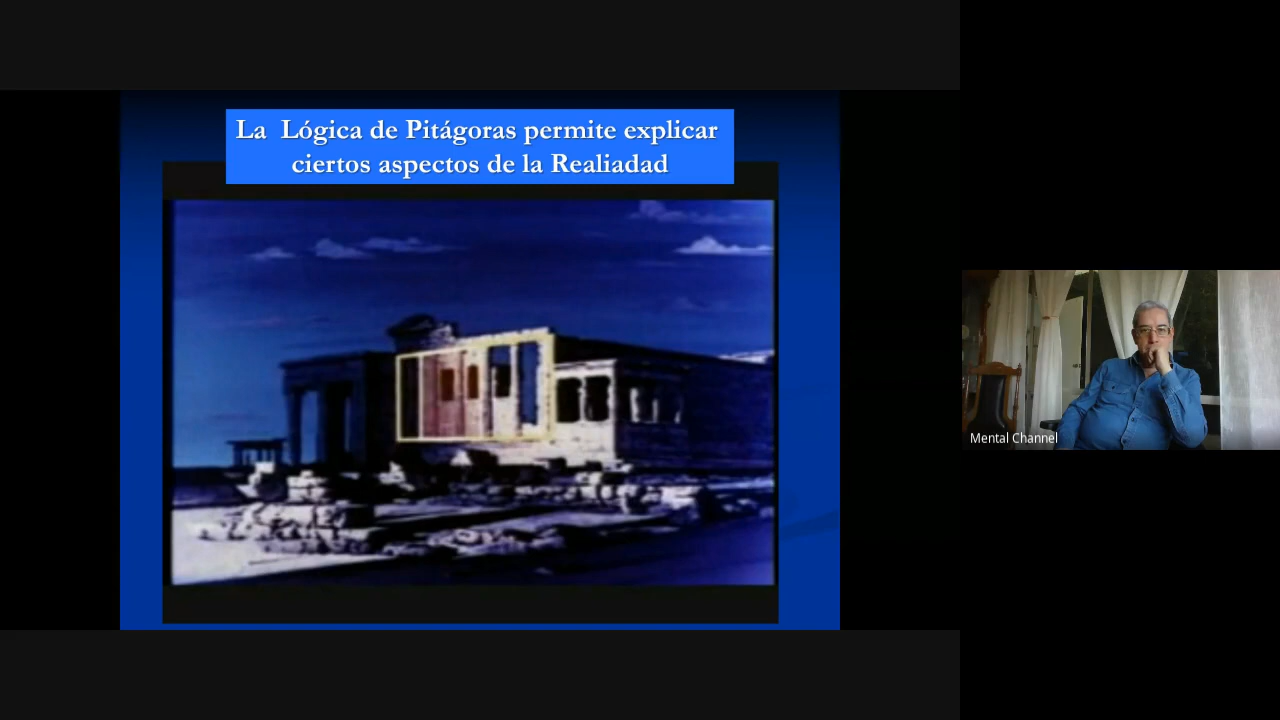 La  Lógica de Pitágoras permite explicar
ciertos aspectos de la Realiadad
Mental Channel